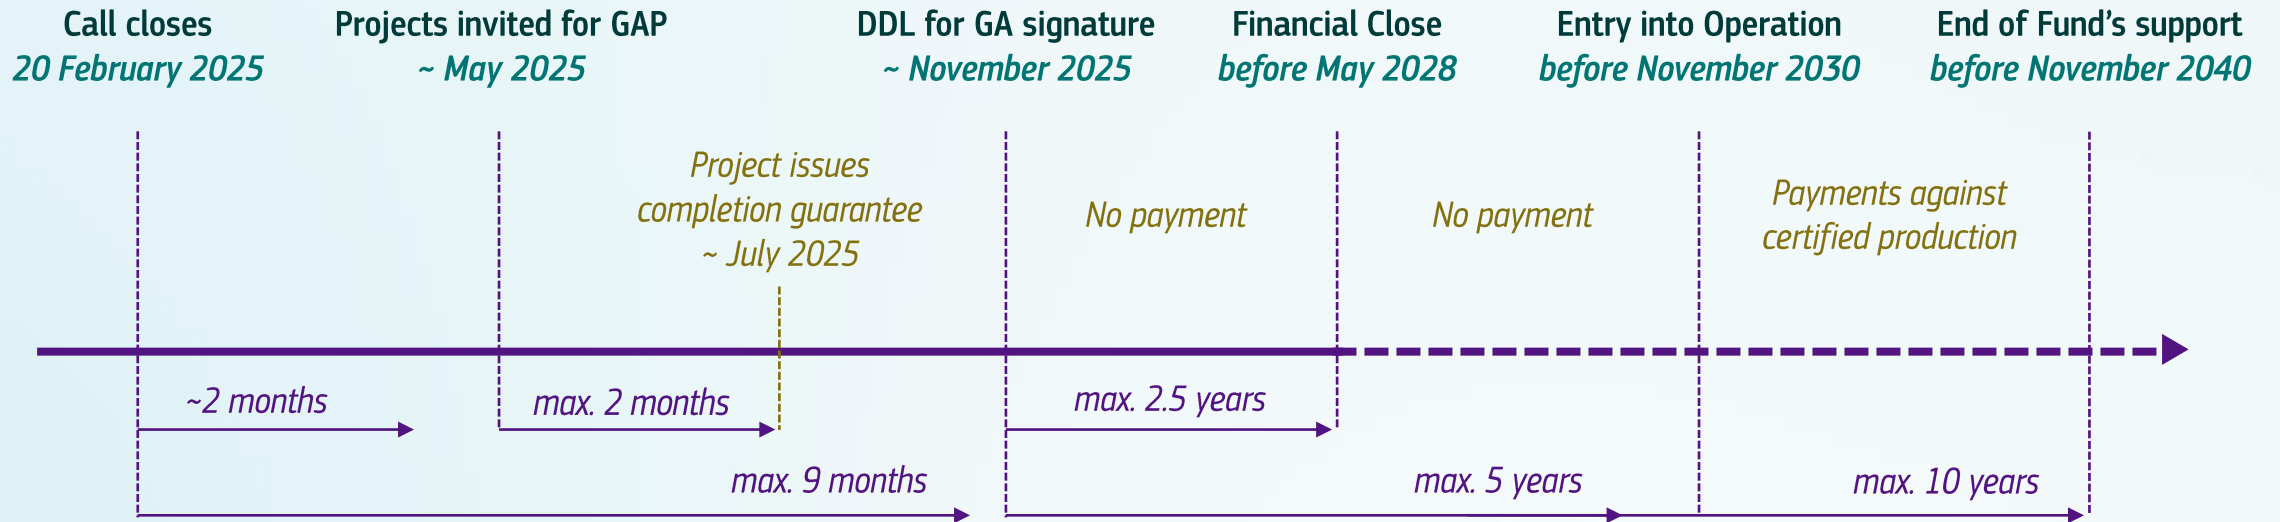 Call closes
20 February 2025
Projects invited for GAP
~ May 2025
DDL for GA signature
~ November 2025
Financial Close
before May 2028
Entry into Operation
before November 2030
End of Fund's support
before November 2040
Project issues
completion guarantee
~ July 2025
No payment
No payment
Payments against
certified production
~2 months
max. 2 months
max. 2.5 years
max. 9 months
max. 5 years
max. 10 years